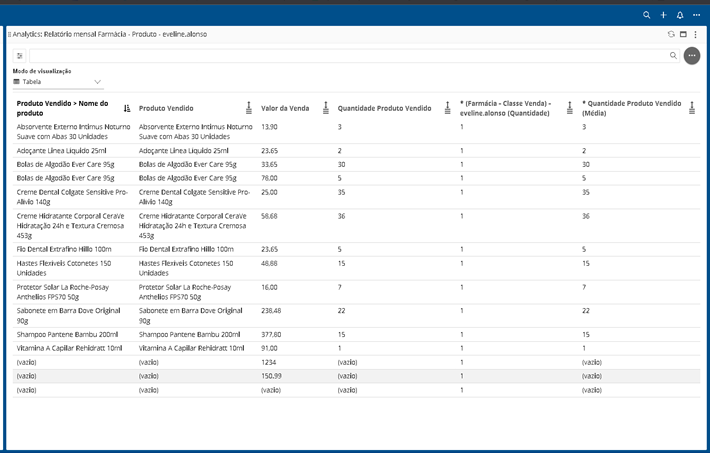 Analytics: Relatório mensal Farmácia - Produto - eveline.alonso
Modo de visualização
Tabela
Produto Vendido > Nome do produto Produto Vendido Valor da Venda Quantidade Produto Vendido * (Farmácia - Classe Venda) - eveline.alonso (Quantidade) * Quantidade Produto Vendido (Média)
Absorvente Externo Intimus Noturno Suave com Abas 30 Unidades Absorvente Externo Intimus Noturno Suave com Abas 30 Unidades 13,90 3 1 3
Adoçante Linea Liquido 25ml Adoçante Linea Liquido 25ml 23,65 2 1 2
Bolas de Algodão Ever Care 95g Bolas de Algodão Ever Care 95g 33,65 30 1 30
Bolas de Algodão Ever Care 95g Bolas de Algodão Ever Care 95g 78,00 5 1 5
Creme Dental Colgate Sensitive Pro-Alivio 140g Creme Dental Colgate Sensitive Pro-Alivio 140g 25,00 35 1 35
Creme Hidratante Corporal CeraVe Hidratação 24h e Textura Cremosa 453g Creme Hidratante Corporal CeraVe Hidratação 24h e Textura Cremosa 453g 58,68 36 1 36
Fio Dental Extrafino Hillo 100m Fio Dental Extrafino Hillo 100m 23,65 5 1 5
Hastes Flexíveis Cotonetes 150 Unidades Hastes Flexíveis Cotonetes 150 Unidades 48,88 15 1 15
Protetor Solar La Roche-Posay Anthelios FPS70 50g Protetor Solar La Roche-Posay Anthelios FPS70 50g 16,00 7 1 7
Sabonete em Barra Dove Original 90g Sabonete em Barra Dove Original 90g 238,48 22 1 22
Shampoo Pantene Bambu 200ml Shampoo Pantene Bambu 200ml 377,80 15 1 15
Vitamina A Capilar Rehidratt 10ml Vitamina A Capilar Rehidratt 10ml 91,00 1 1 1
(vazio) (vazio) 1234 (vazio) 1 (vazio)
(vazio) (vazio) 150,99 (vazio) 1 (vazio)
(vazio) (vazio) (vazio) (vazio) 1 (vazio)